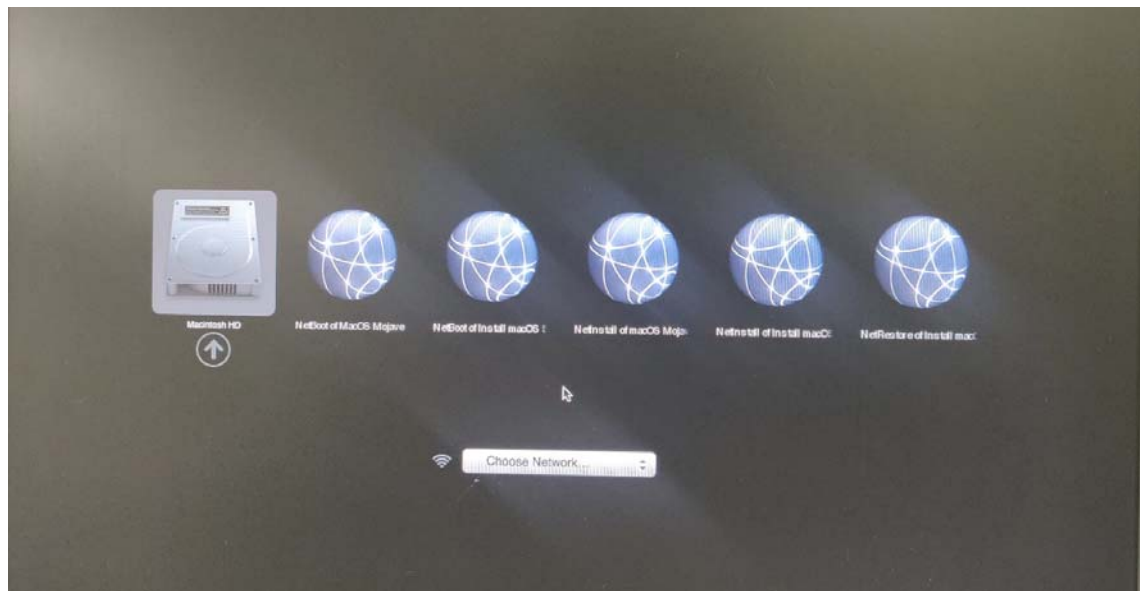 Macintosh HD
NetBoot of MacOS Mojave
NetBoot of Install macOS S
NetInstall of macOS Moja
NetInstall of Install macOS
NetRestore of Install mac
Choose Network...